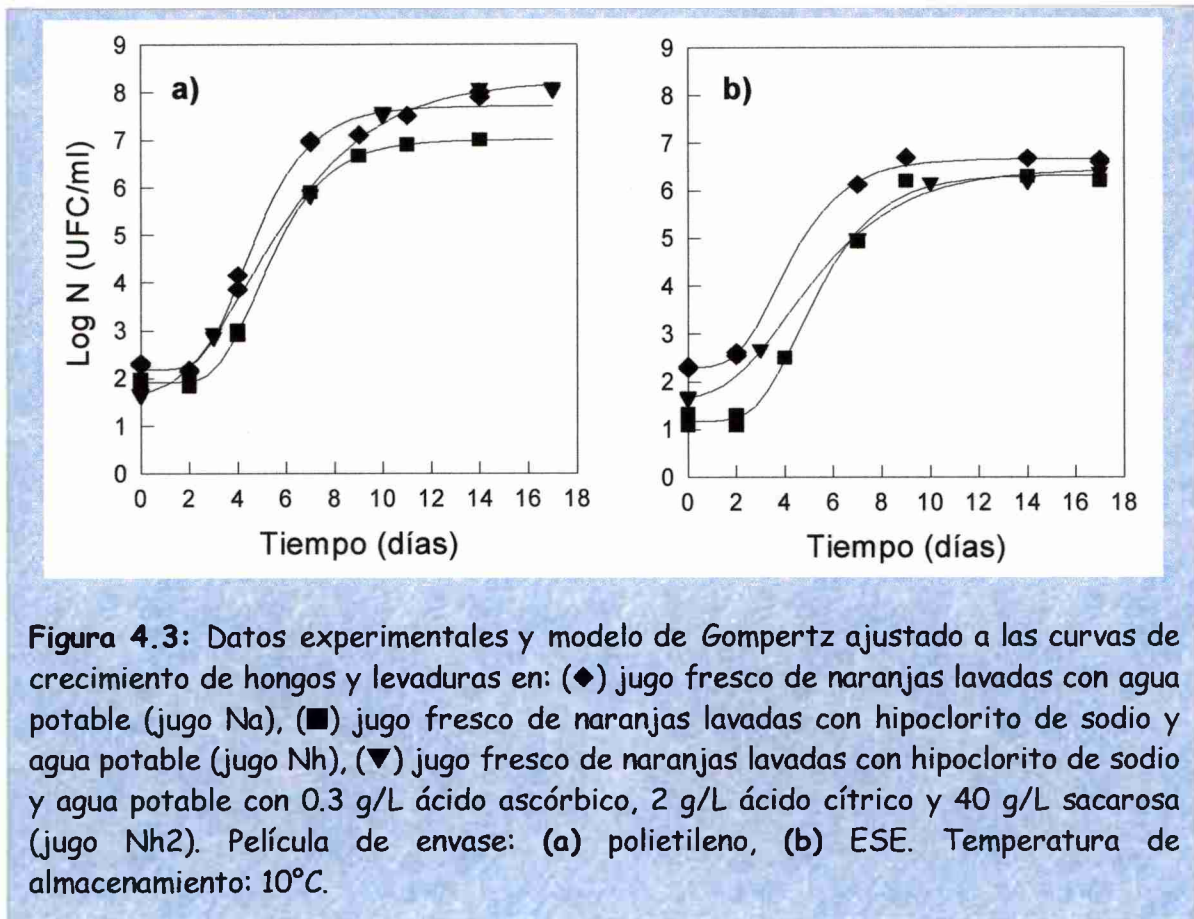 a)
b)
9
8
7
6
5
4
3
2
1
0
Log N (UFC/ml)
0 2 4 6 8 10 12 14 16 18
Tiempo (días)
9
8
7
6
5
4
3
2
1
0
0 2 4 6 8 10 12 14 16 18
Tiempo (días)
Figura 4.3: Datos experimentales y modelo de Gompertz ajustado a las curvas de
crecimiento de hongos y levaduras en: (◆) jugo fresco de naranjas lavadas con agua
potable (jugo Na), (■) jugo fresco de naranjas lavadas con hipoclorito de sodio y
agua potable (jugo Nh), (▼) jugo fresco de naranjas lavadas con hipoclorito de sodio
y agua potable con 0.3 g/L ácido ascórbico, 2 g/L ácido cítrico y 40 g/L sacarosa
(jugo Nh2). Película de envase: (a) polietileno, (b) ESE. Temperatura de
almacenamiento: 10°C.